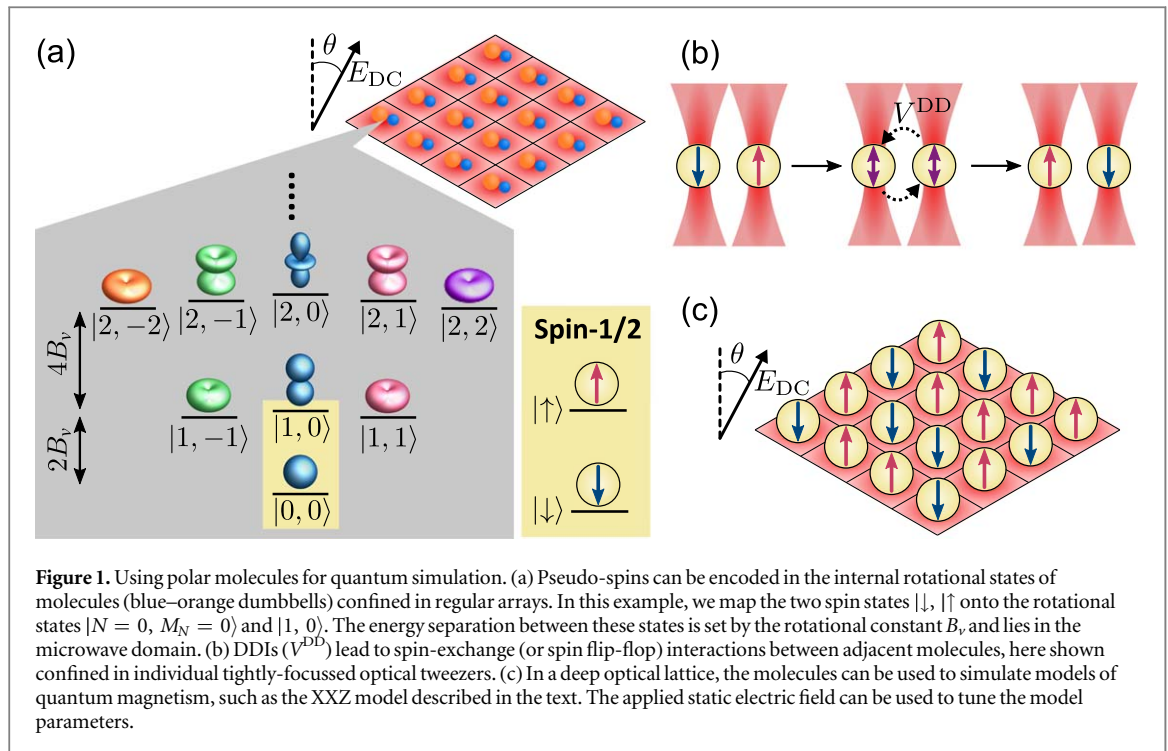 (a)
θ
E_DC
(b)
V^DD
|2, −2⟩
|2, −1⟩
|2, 0⟩
|2, 1⟩
|2, 2⟩
4B_v
|1, −1⟩
|1, 0⟩
|1, 1⟩
2B_v
|0, 0⟩
Spin-1/2
|↑⟩
|↓⟩
(c)
θ
E_DC
Figure 1. Using polar molecules for quantum simulation. (a) Pseudo-spins can be encoded in the internal rotational states of
molecules (blue–orange dumbbells) confined in regular arrays. In this example, we map the two spin states |↓, |↑ onto the rotational
states |N = 0, M_N = 0⟩ and |1, 0⟩. The energy separation between these states is set by the rotational constant B_v and lies in the
microwave domain. (b) DDIs (V^DD) lead to spin-exchange (or spin flip-flop) interactions between adjacent molecules, here shown
confined in individual tightly-focussed optical tweezers. (c) In a deep optical lattice, the molecules can be used to simulate models of
quantum magnetism, such as the XXZ model described in the text. The applied static electric field can be used to tune the model
parameters.